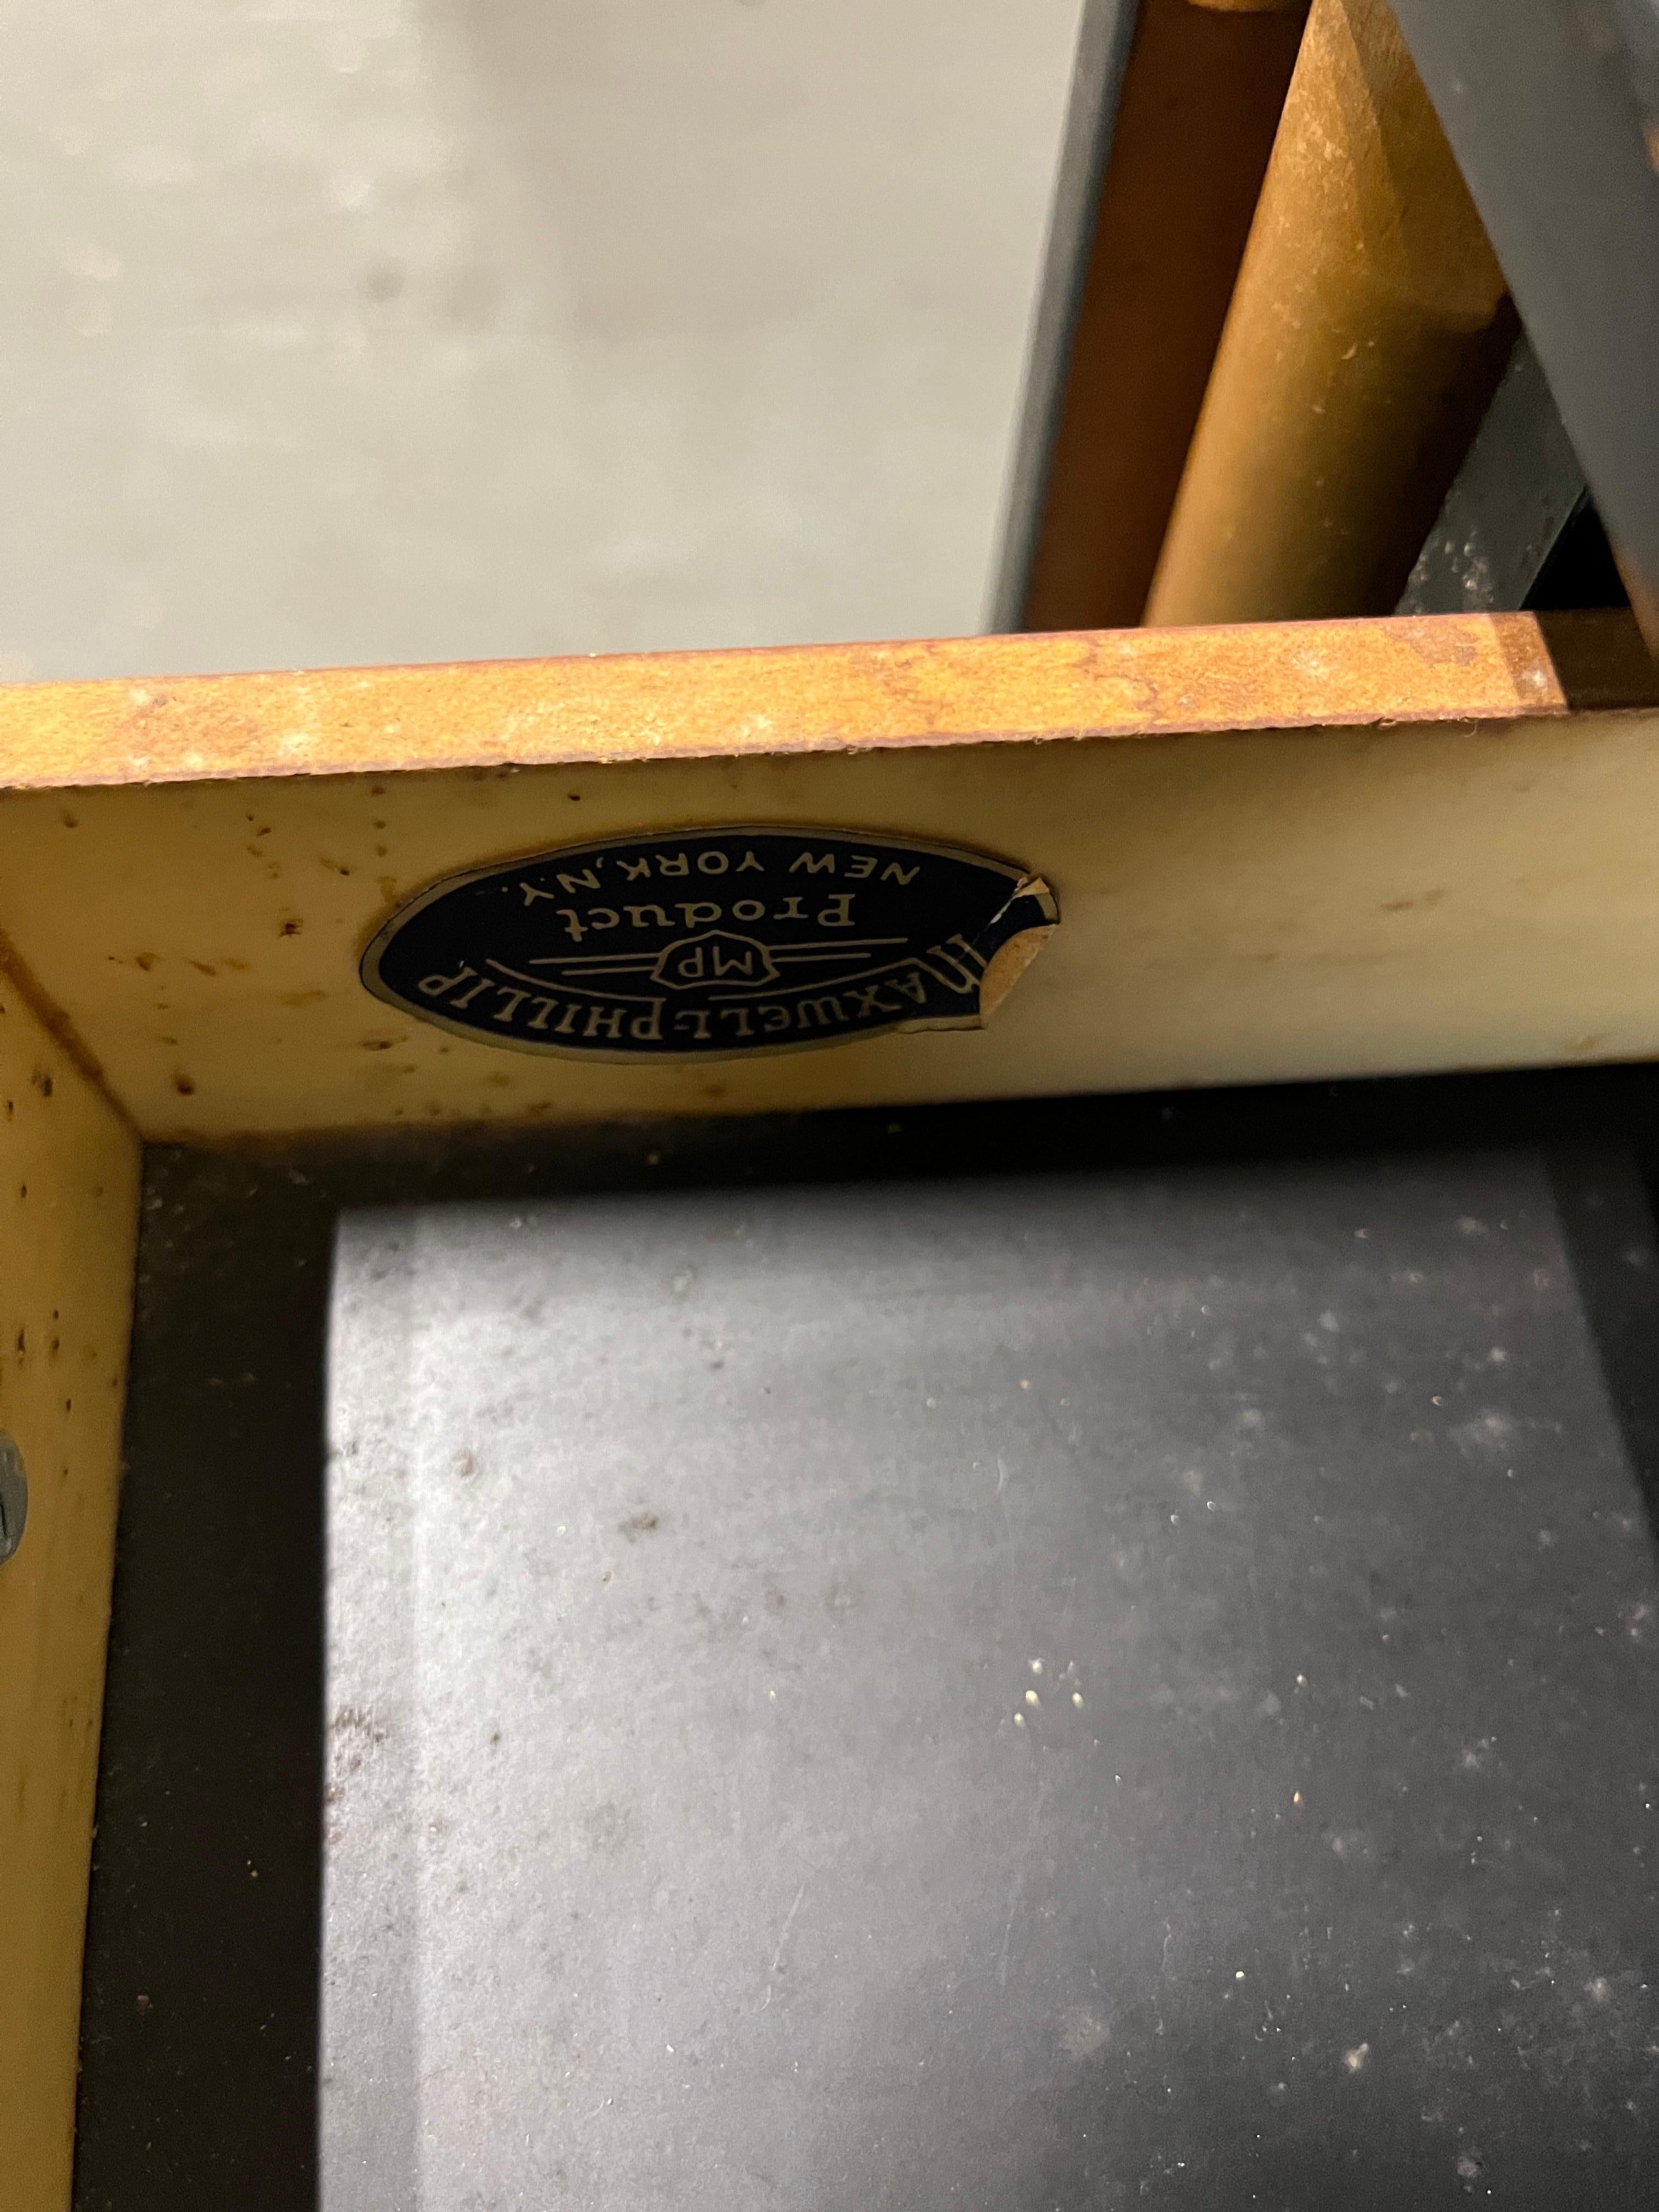 MAXWELL-PHILLIP
MP
Product
NEW YORK, N.Y.